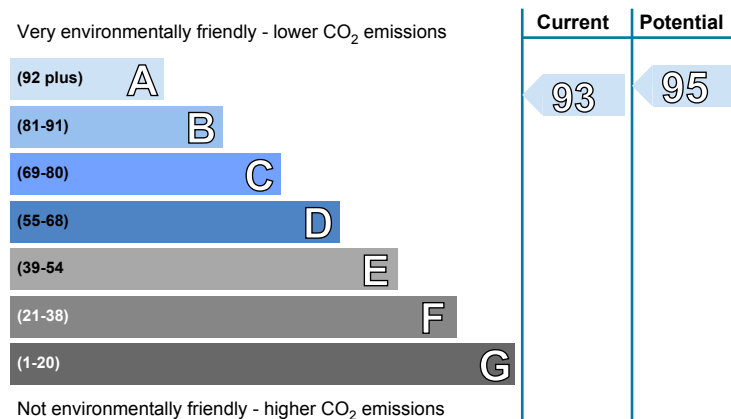 Very environmentally friendly - lower CO2 emissions
Current
Potential
(92 plus) A
93
95
(81-91) B
(69-80) C
(55-68) D
(39-54 E
(21-38) F
(1-20) G
Not environmentally friendly - higher CO2 emissions